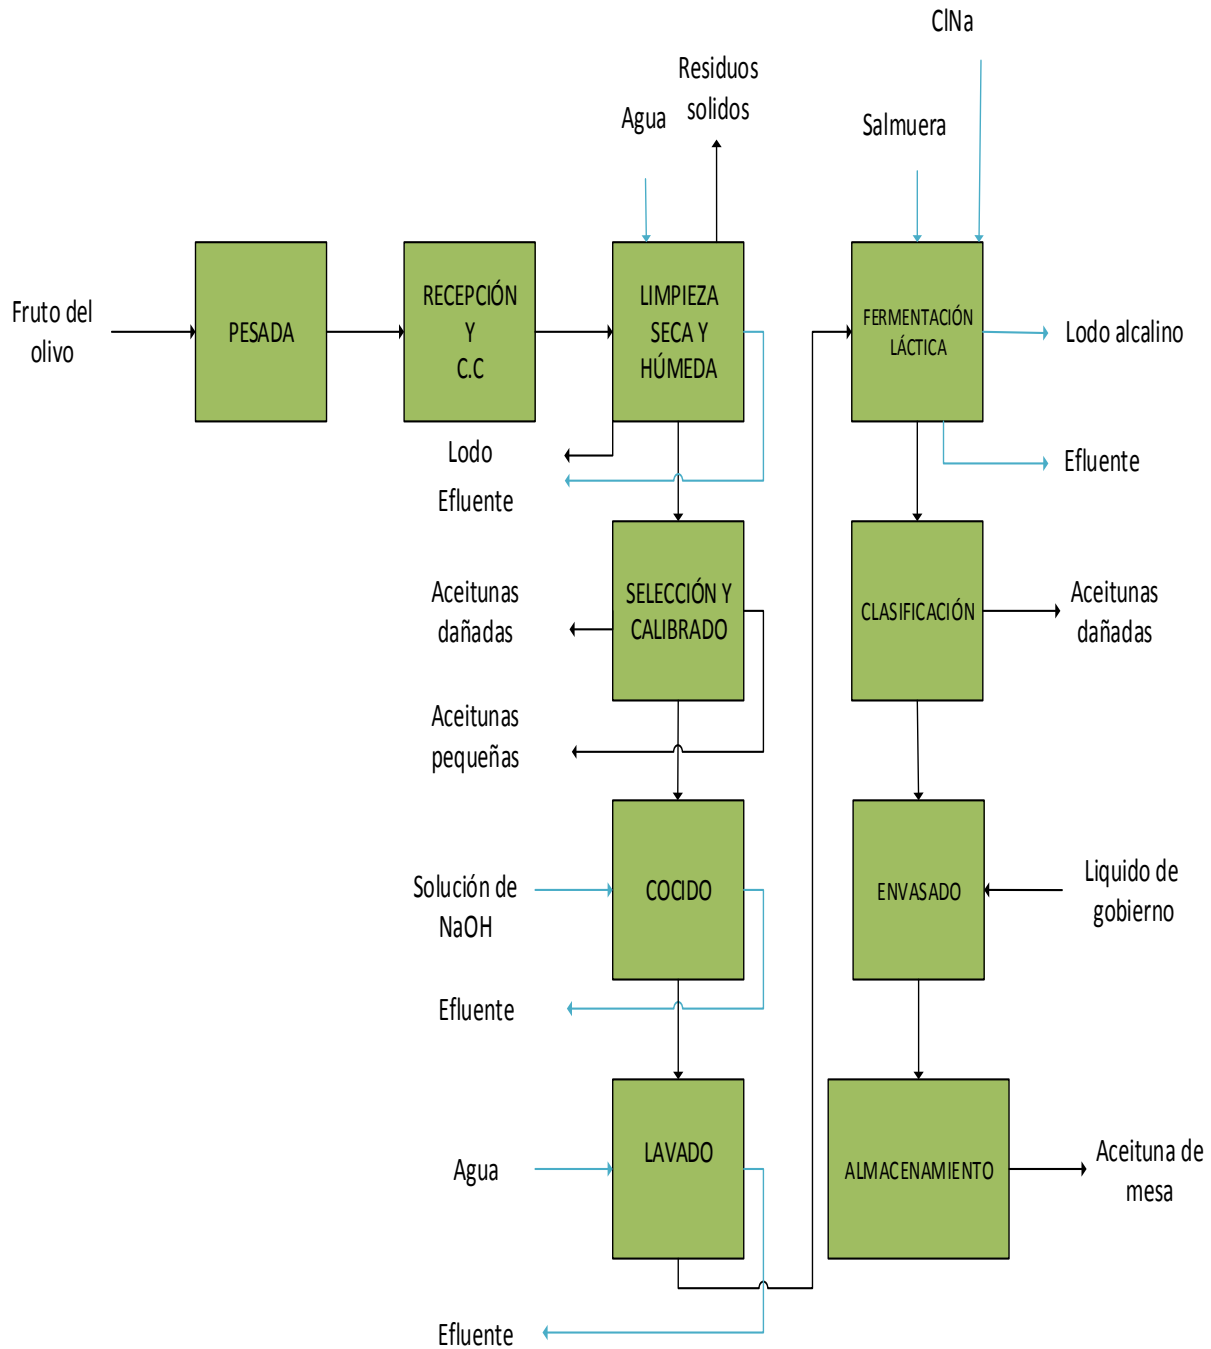 ClNa
Residuos
solidos
Agua
Salmuera
Fruto del
olivo
PESADA
RECEPCIÓN
Y
C.C
LIMPIEZA
SECA Y
HÚMEDA
FERMENTACIÓN
LÁCTICA
Lodo alcalino
Lodo
Efluente
Efluente
Aceitunas
dañadas
SELECCIÓN Y
CALIBRADO
CLASIFICACIÓN
Aceitunas
dañadas
Aceitunas
pequeñas
Solución de
NaOH
COCIDO
ENVASADO
Liquido de
gobierno
Efluente
Agua
LAVADO
ALMACENAMIENTO
Aceituna de
mesa
Efluente